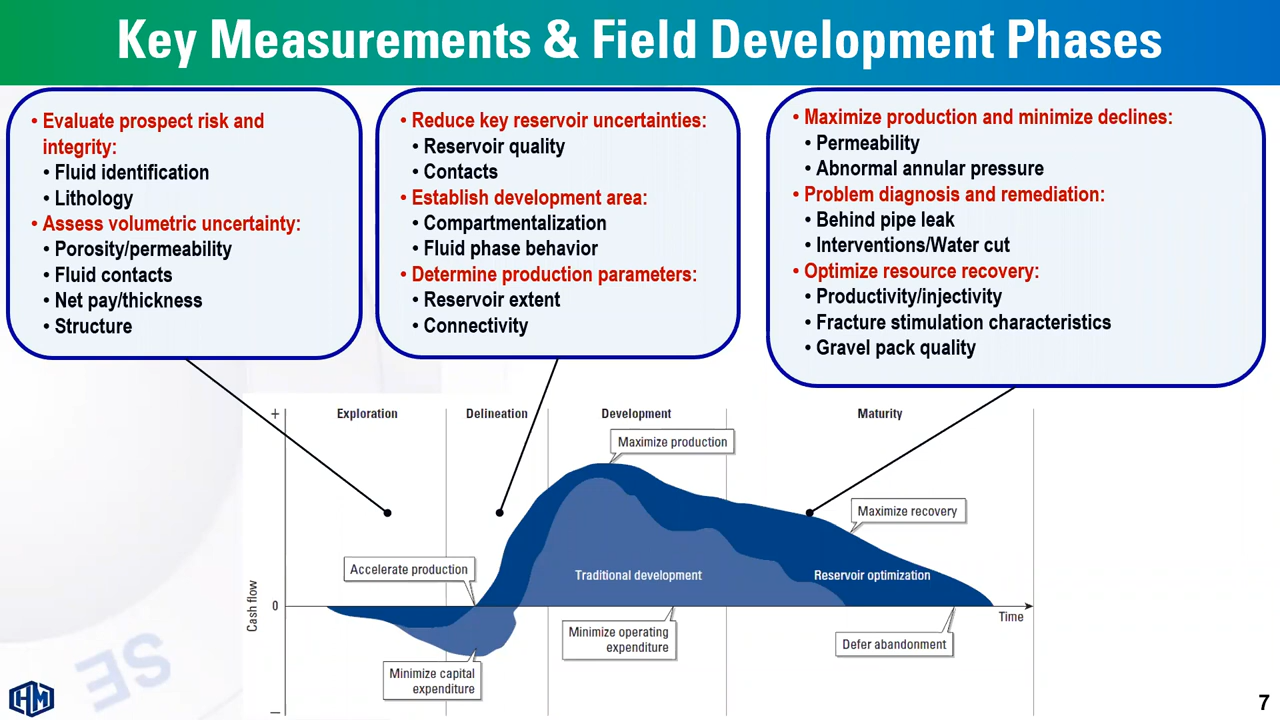 Key Measurements & Field Development Phases
• Evaluate prospect risk and
integrity:
• Fluid identification
• Lithology
• Assess volumetric uncertainty:
• Porosity/permeability
• Fluid contacts
• Net pay/thickness
• Structure
• Reduce key reservoir uncertainties:
• Reservoir quality
• Contacts
• Establish development area:
• Compartmentalization
• Fluid phase behavior
• Determine production parameters:
• Reservoir extent
• Connectivity
• Maximize production and minimize declines:
• Permeability
• Abnormal annular pressure
• Problem diagnosis and remediation:
• Behind pipe leak
• Interventions/Water cut
• Optimize resource recovery:
• Productivity/injectivity
• Fracture stimulation characteristics
• Gravel pack quality
+
Exploration
Delineation
Development
Maturity
Maximize production
Maximize recovery
Accelerate production
Traditional development
Reservoir optimization
Cash flow
0
Time
Minimize operating
expenditure
Defer abandonment
Minimize capital
expenditure
–
SE
HM
7